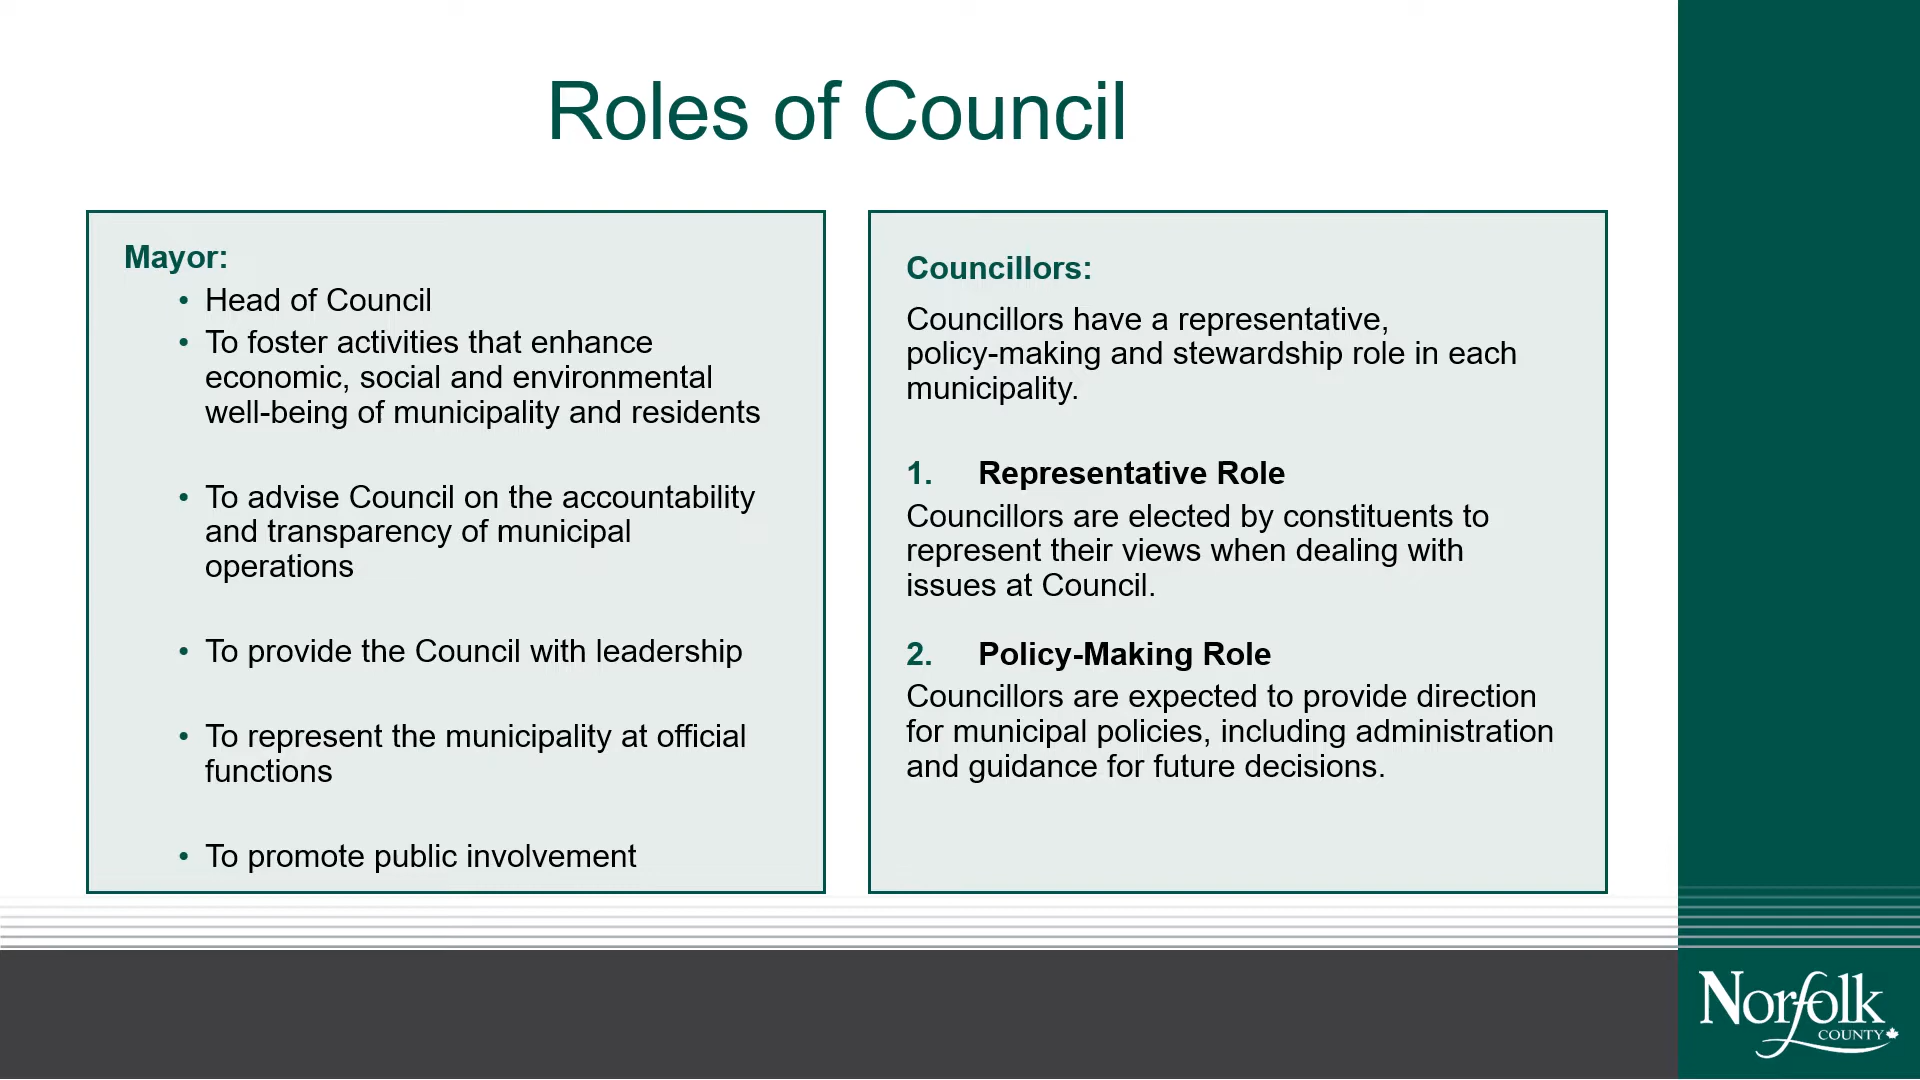 Roles of Council
Mayor:
• Head of Council
• To foster activities that enhance
economic, social and environmental
well-being of municipality and residents
• To advise Council on the accountability
and transparency of municipal
operations
• To provide the Council with leadership
• To represent the municipality at official
functions
• To promote public involvement
Councillors:
Councillors have a representative,
policy-making and stewardship role in each
municipality.
1. Representative Role
Councillors are elected by constituents to
represent their views when dealing with
issues at Council.
2. Policy-Making Role
Councillors are expected to provide direction
for municipal policies, including administration
and guidance for future decisions.
Norfolk
COUNTY